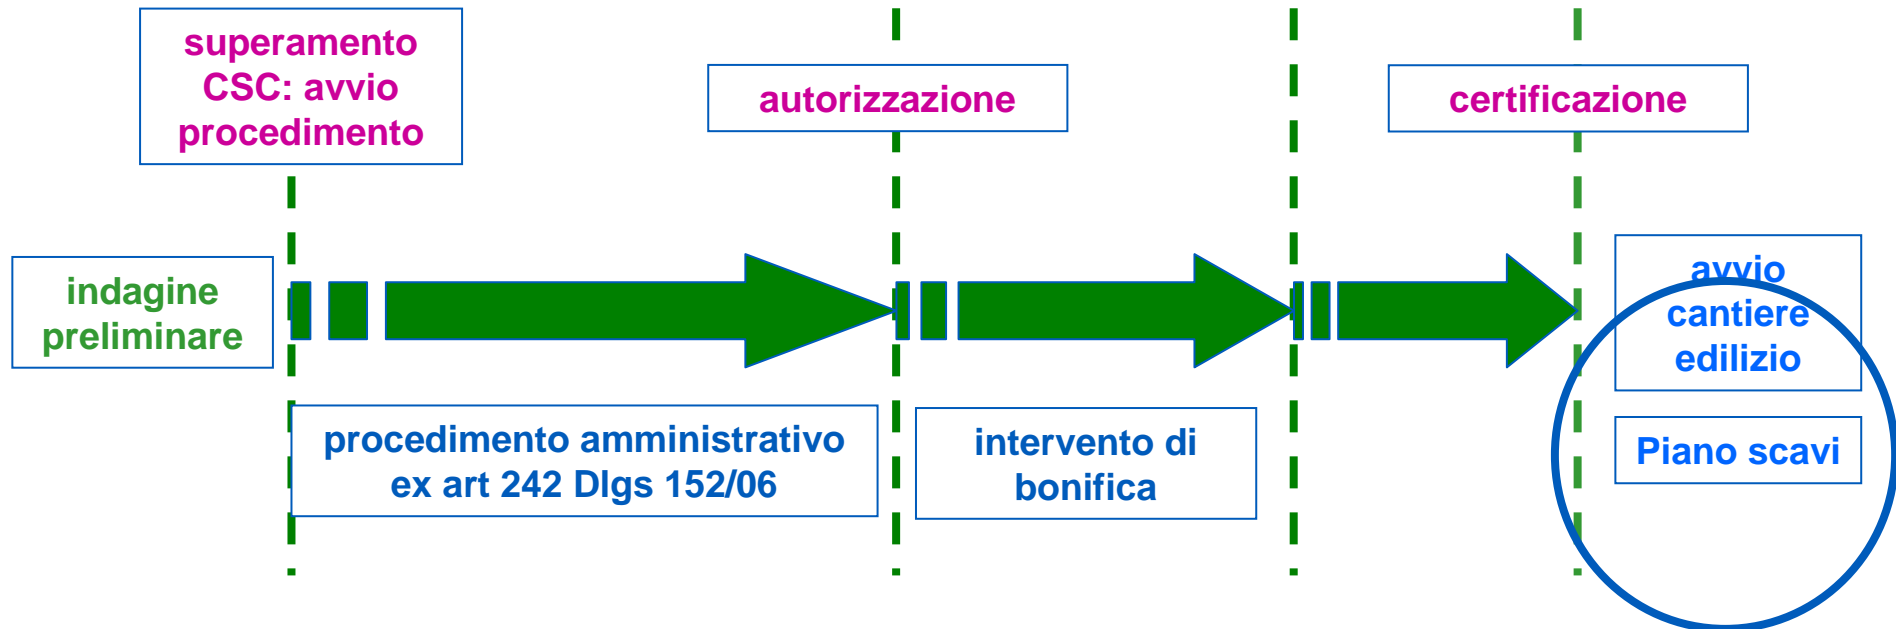 superamento
CSC: avvio
procedimento
autorizzazione
certificazione
indagine
preliminare
avvio
cantiere
edilizio
procedimento amministrativo
ex art 242 Dlgs 152/06
intervento di
bonifica
Piano scavi